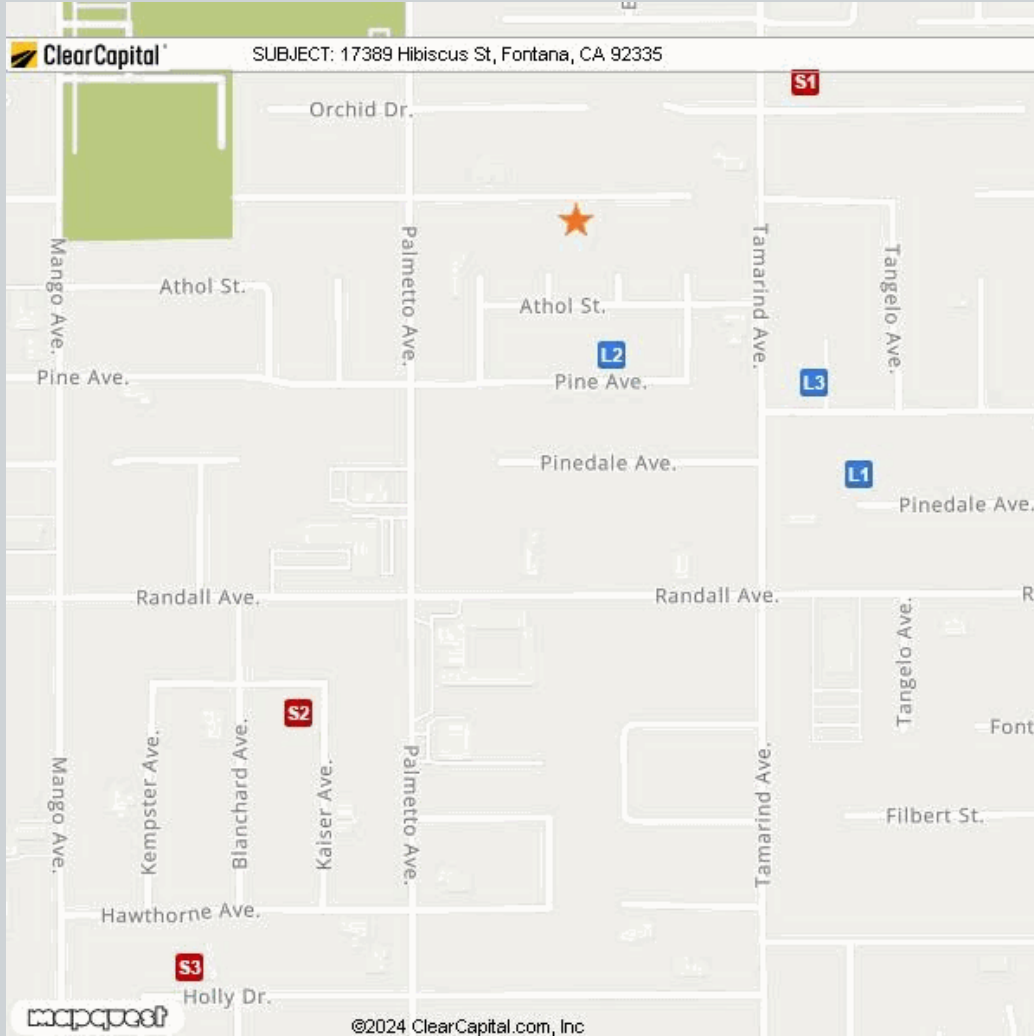 ClearCapital
SUBJECT: 17389 Hibiscus St, Fontana, CA 92335
S1
Orchid Dr.
Mango Ave.
Palmetto Ave.
Tamarind Ave.
Tangelo Ave.
Athol St.
Athol St.
L2
Pine Ave.
Pine Ave.
L3
Pinedale Ave.
L1
Pinedale Ave.
Randall Ave.
Randall Ave.
R
Tangelo Ave.
S2
Font
Mango Ave.
Kempster Ave.
Blanchard Ave.
Kaiser Ave.
Palmetto Ave.
Tamarind Ave.
Filbert St.
Hawthorne Ave.
S3
Holly Dr.
mapquest
©2024 ClearCapital.com, Inc